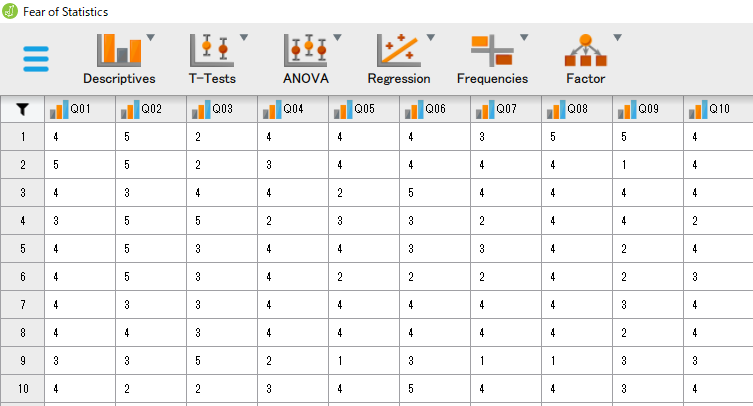 Fear of Statistics
Descriptives T-Tests ANOVA Regression Frequencies Factor
Q01 Q02 Q03 Q04 Q05 Q06 Q07 Q08 Q09 Q10
1 4 5 2 4 4 4 3 5 5 4
2 5 5 2 3 4 4 4 4 1 4
3 4 3 4 4 2 5 4 4 4 4
4 3 5 5 2 3 3 2 4 4 2
5 4 5 3 4 4 3 3 4 2 4
6 4 5 3 4 2 2 2 4 2 3
7 4 3 3 4 4 4 4 4 3 4
8 4 4 3 4 4 4 4 4 2 4
9 3 3 5 2 1 3 1 1 3 3
10 4 2 2 3 4 5 4 4 3 4